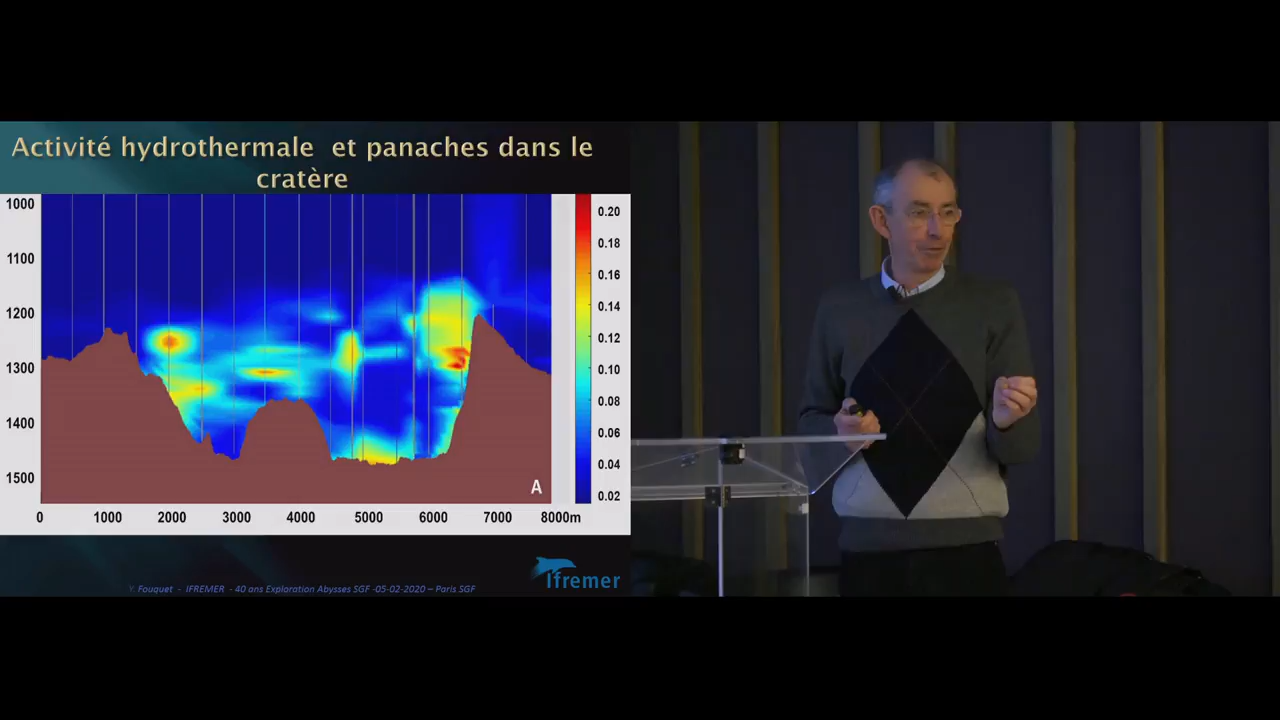 Activité hydrothermale et panaches dans le
cratère
1000
1100
1200
1300
1400
1500
0 1000 2000 3000 4000 5000 6000 7000 8000m
A
0.20
0.18
0.16
0.14
0.12
0.10
0.08
0.06
0.04
0.02
Ifremer
Y. Fouquet - IFREMER - 40 ans Exploration Abysses SGF -05-02-2020 – Paris SGF